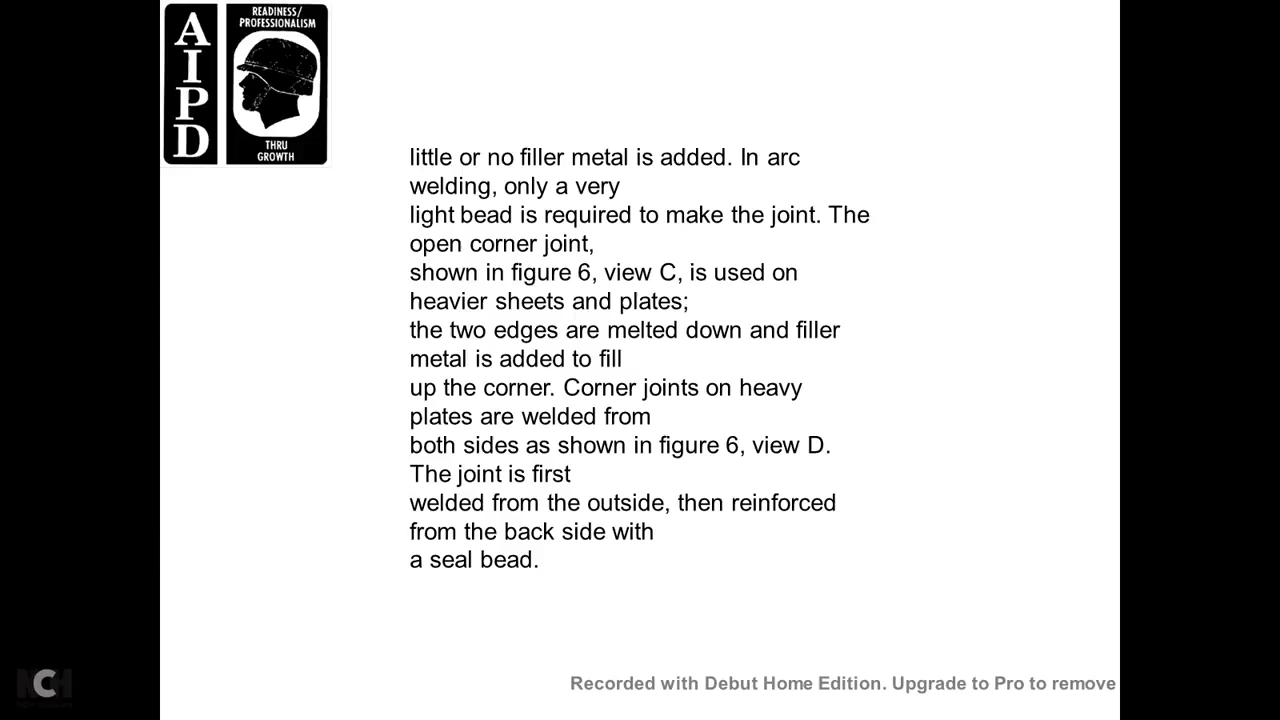 AIPD
READINESS/
PROFESSIONALISM
THRU
GROWTH
little or no filler metal is added. In arc
welding, only a very
light bead is required to make the joint. The
open corner joint,
shown in figure 6, view C, is used on
heavier sheets and plates;
the two edges are melted down and filler
metal is added to fill
up the corner. Corner joints on heavy
plates are welded from
both sides as shown in figure 6, view D.
The joint is first
welded from the outside, then reinforced
from the back side with
a seal bead.
NCH
Recorded with Debut Home Edition. Upgrade to Pro to remove